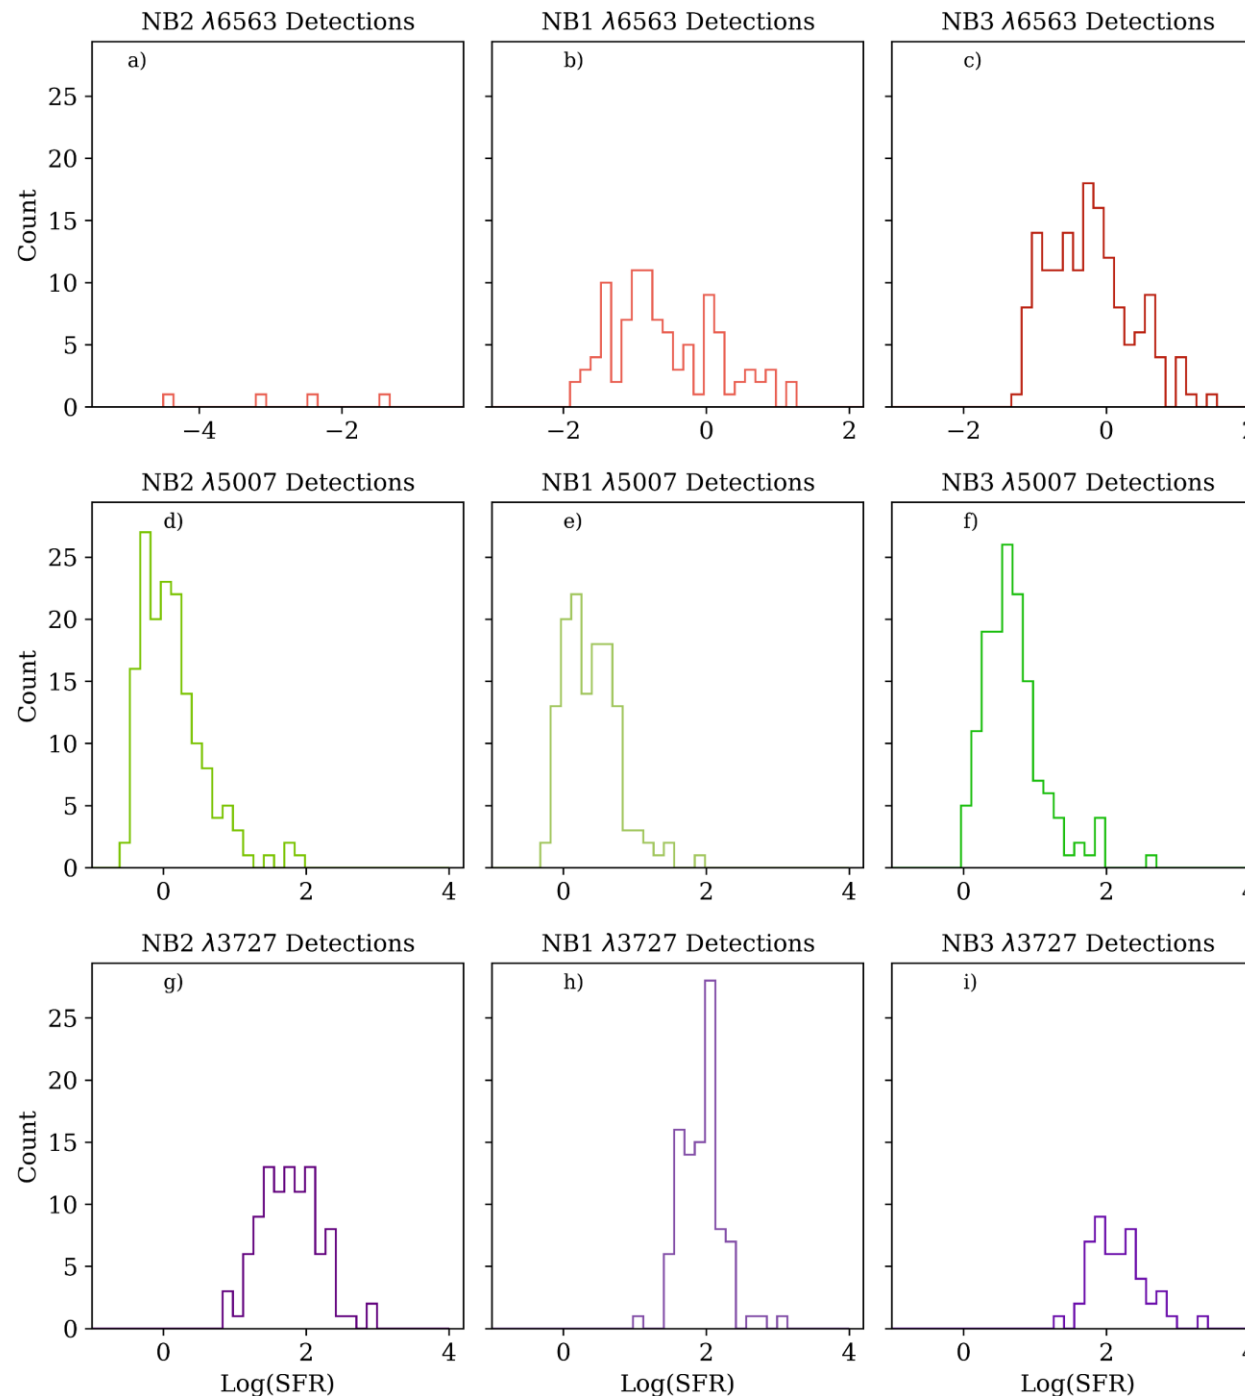 NB2 λ6563 Detections NB1 λ6563 Detections NB3 λ6563 Detections
a) b) c)
25
20
15
10
5
0
Count
−4 −2 −2 0 2 −2 0 2
NB2 λ5007 Detections NB1 λ5007 Detections NB3 λ5007 Detections
d) e) f)
25
20
15
10
5
0
Count
0 2 4 0 2 4 0 2 4
NB2 λ3727 Detections NB1 λ3727 Detections NB3 λ3727 Detections
g) h) i)
25
20
15
10
5
0
Count
0 2 4 0 2 4 0 2 4
Log(SFR) Log(SFR) Log(SFR)